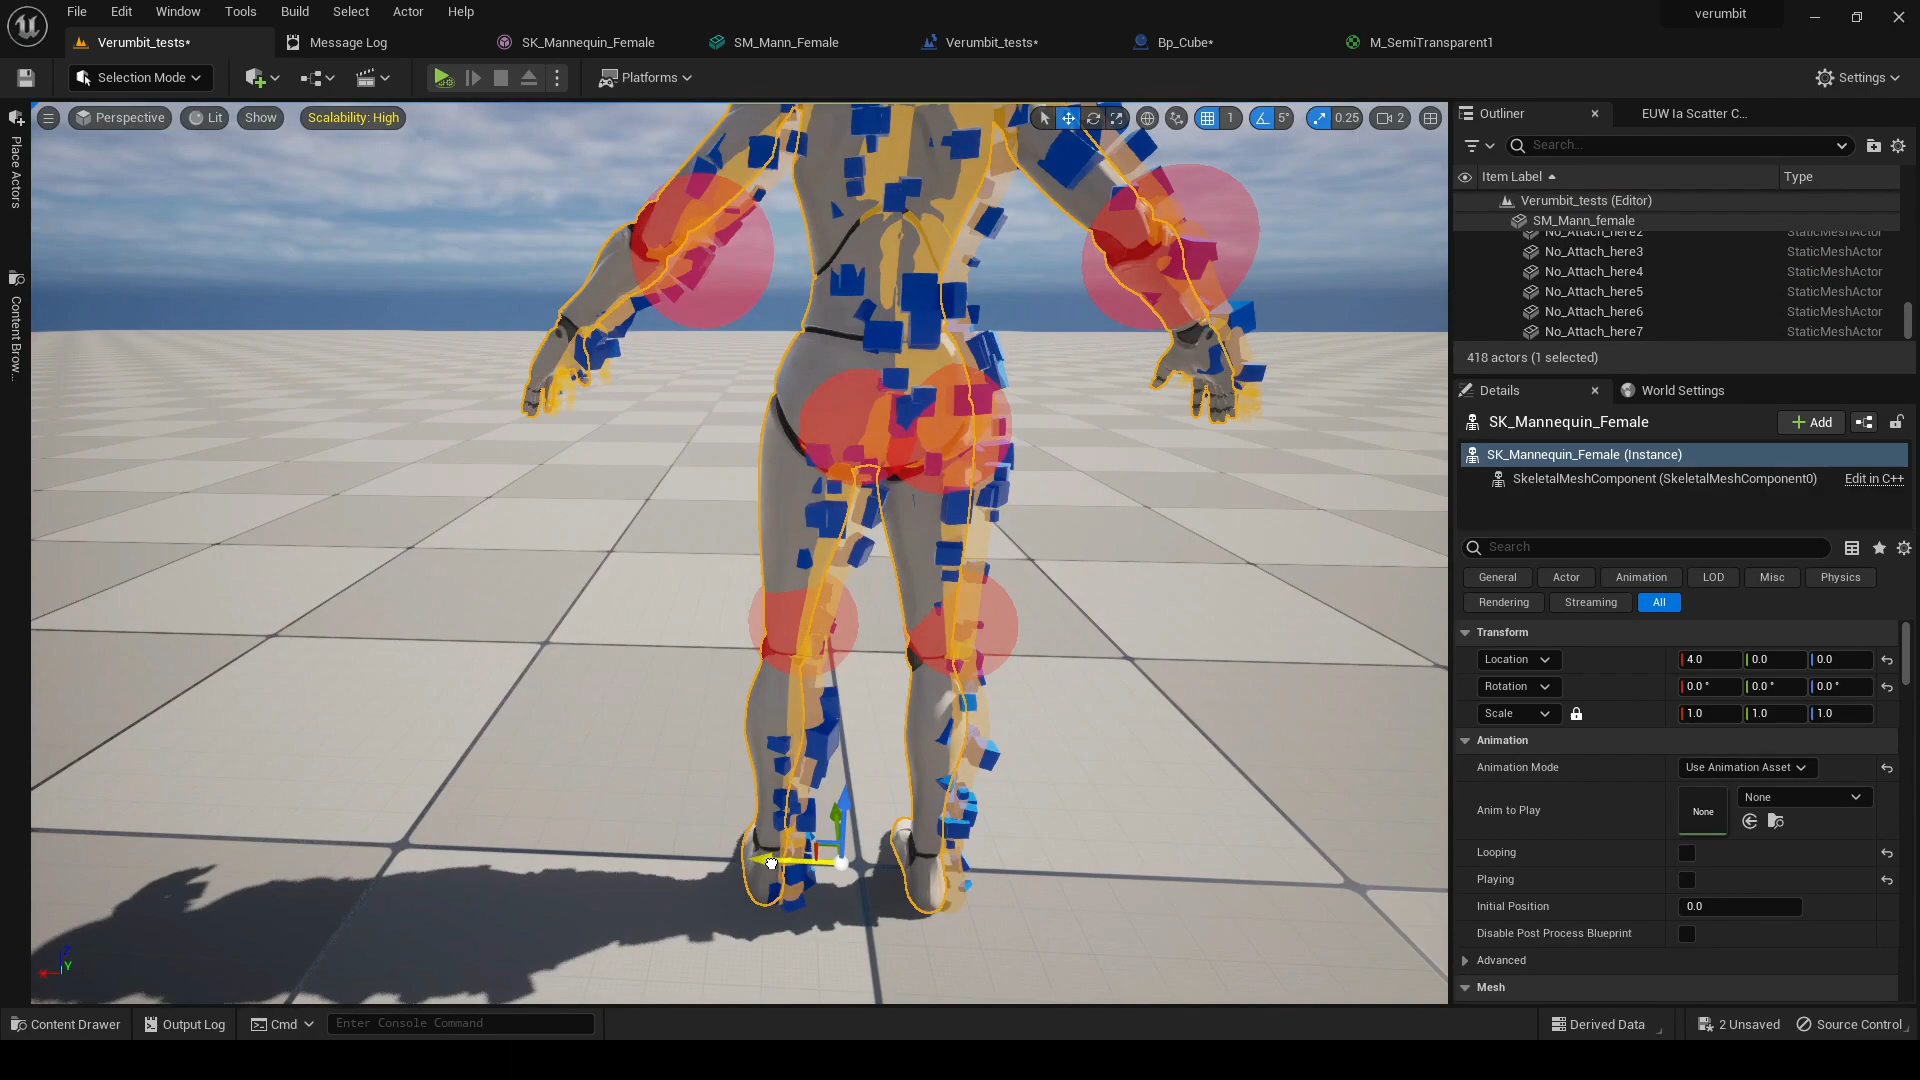 File Edit Window Tools Build Select Actor Help
verumbit
Verumbit_tests*
Message Log
SK_Mannequin_Female
SM_Mann_Female
Verumbit_tests*
Bp_Cube*
M_SemiTransparent1
Selection Mode
Platforms
Settings
Place Actors
Content Brow...
Perspective
Lit
Show
Scalability: High
1
5°
0.25
2
Outliner
EUW Ia Scatter C...
Search...
Item Label
Type
Verumbit_tests (Editor)
SM_Mann_female
No_Attach_here2 StaticMeshActor
No_Attach_here3 StaticMeshActor
No_Attach_here4 StaticMeshActor
No_Attach_here5 StaticMeshActor
No_Attach_here6 StaticMeshActor
No_Attach_here7 StaticMeshActor
418 actors (1 selected)
Details
World Settings
SK_Mannequin_Female
Add
SK_Mannequin_Female (Instance)
SkeletalMeshComponent (SkeletalMeshComponent0) Edit in C++
Search
General Actor Animation LOD Misc Physics
Rendering Streaming All
Transform
Location 4.0 0.0 0.0
Rotation 0.0 ° 0.0 ° 0.0 °
Scale 1.0 1.0 1.0
Animation
Animation Mode Use Animation Asset
Anim to Play None None
Looping
Playing
Initial Position 0.0
Disable Post Process Blueprint
Advanced
Mesh
Z
Y
Content Drawer
Output Log
Cmd
Enter Console Command
Derived Data
2 Unsaved
Source Control